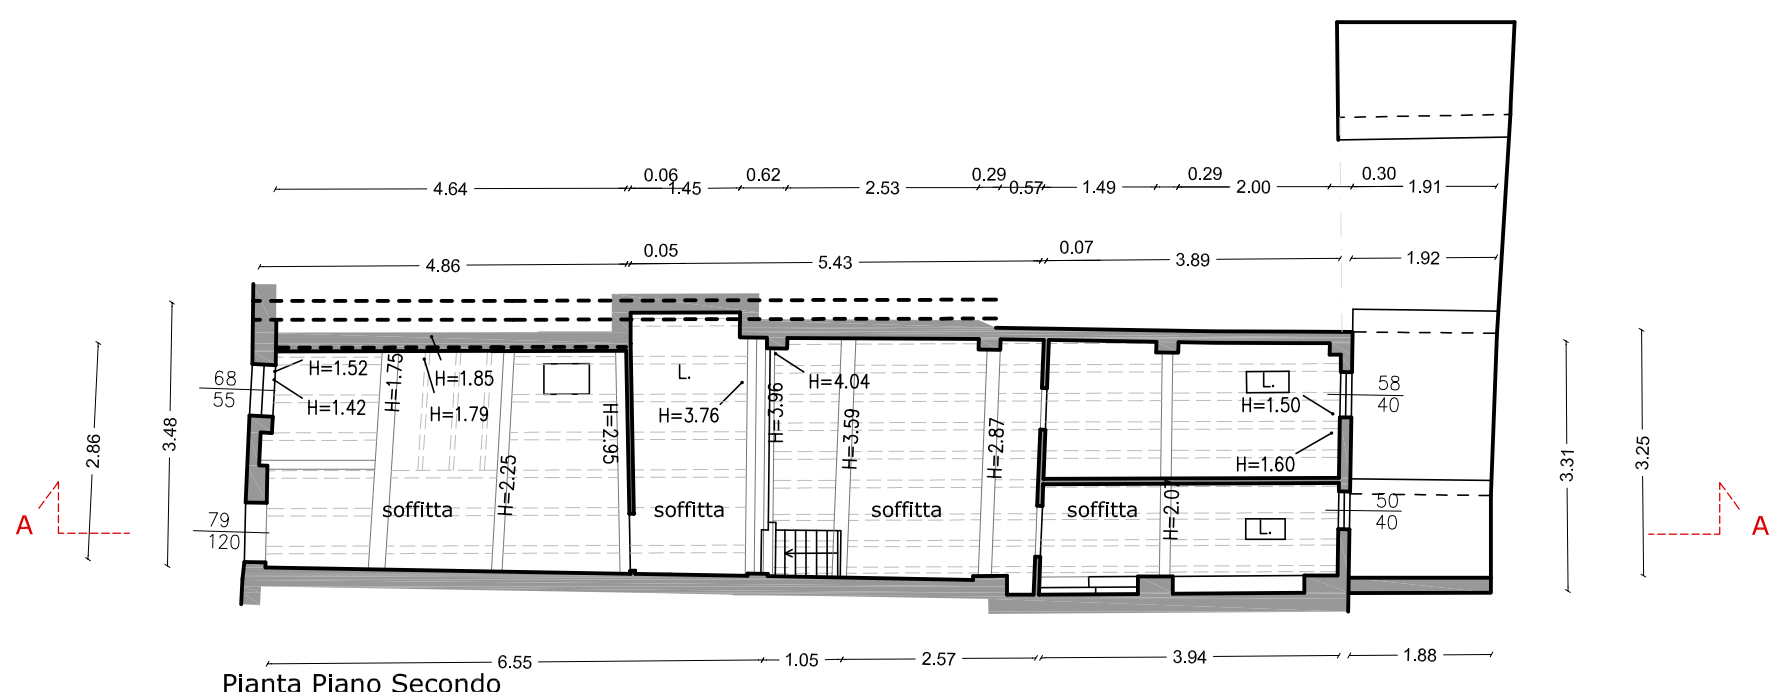 0.06 0.62 0.29 0.29 0.30
4.64 1.45 2.53 0.57 1.49 2.00 1.91
0.05 0.07
4.86 5.43 3.89 1.92
2.86
3.48
68
55
79
120
H=1.52
H=1.42
H=1.75
H=1.85
H=1.79
H=2.25
H=2.95
L.
H=3.76
H=3.96
H=4.04
H=3.59
H=2.87
L.
H=1.50
H=1.60
H=2.07
L.
58
40
50
40
3.31
3.25
soffitta soffitta soffitta soffitta
A A
6.55 1.05 2.57 3.94 1.88
Pianta Piano Secondo